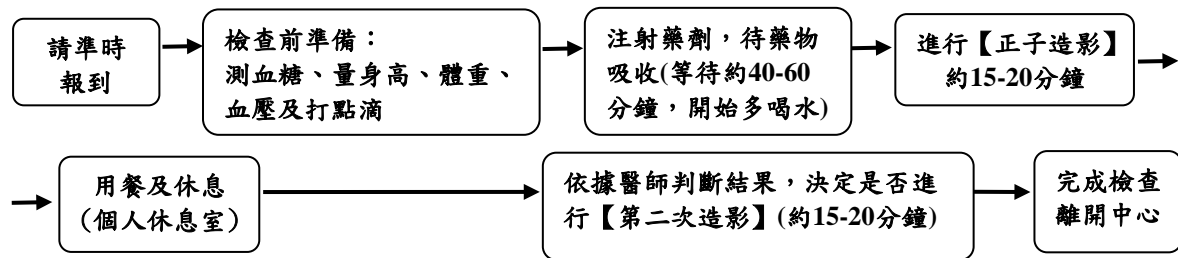 請準時
報到
檢查前準備：
測血糖、量身高、體重、
血壓及打點滴
注射藥劑，待藥物
吸收(等待約40-60
分鐘，開始多喝水)
進行【正子造影】
約15-20分鐘
用餐及休息
(個人休息室)
依據醫師判斷結果，決定是否進
行【第二次造影】(約15-20分鐘)
完成檢查
離開中心